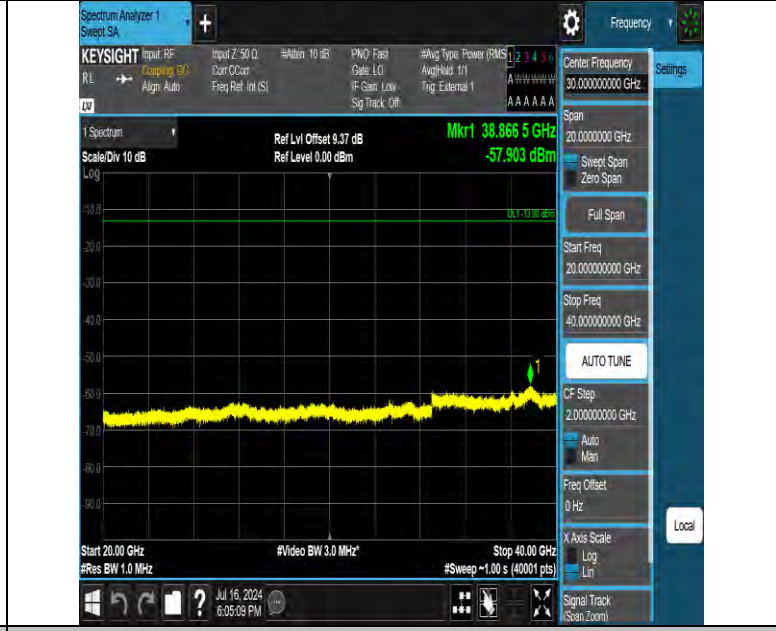 Spectrum Analyzer 1
Swept SA
+
Frequency
KEYSIGHT
RL
Input: RF
Coupling: DC
Align: Auto
Input Z: 50 Ω
Corr CCorr
Freq Ref: Int (S)
#Atten: 10 dB
PNO: Fast
Gate: LO
IF Gain: Low
Sig Track: Off
#Avg Type: Power (RMS
Avg|Hold: 1/1
Trig: External 1
1 2 3 4 5 6
A W W W W W
A A A A A A
1 Spectrum
Scale/Div 10 dB
Log
Ref Lvl Offset 9.37 dB
Ref Level 0.00 dBm
Mkr1 38.866 5 GHz
-57.903 dBm
-10.0
DL1 -13.00 dBm
-20.0
-30.0
-40.0
-50.0
1
-60.0
-70.0
-80.0
-90.0
Start 20.00 GHz
#Res BW 1.0 MHz
#Video BW 3.0 MHz*
Stop 40.00 GHz
#Sweep ~1.00 s (40001 pts)
Center Frequency
30.000000000 GHz
Settings
Span
20.0000000 GHz
Swept Span
Zero Span
Full Span
Start Freq
20.000000000 GHz
Stop Freq
40.000000000 GHz
AUTO TUNE
CF Step
2.000000000 GHz
Auto
Man
Freq Offset
0 Hz
X Axis Scale
Log
Lin
Local
Signal Track
(Span Zoom)
?
Jul 16, 2024
6:05:09 PM